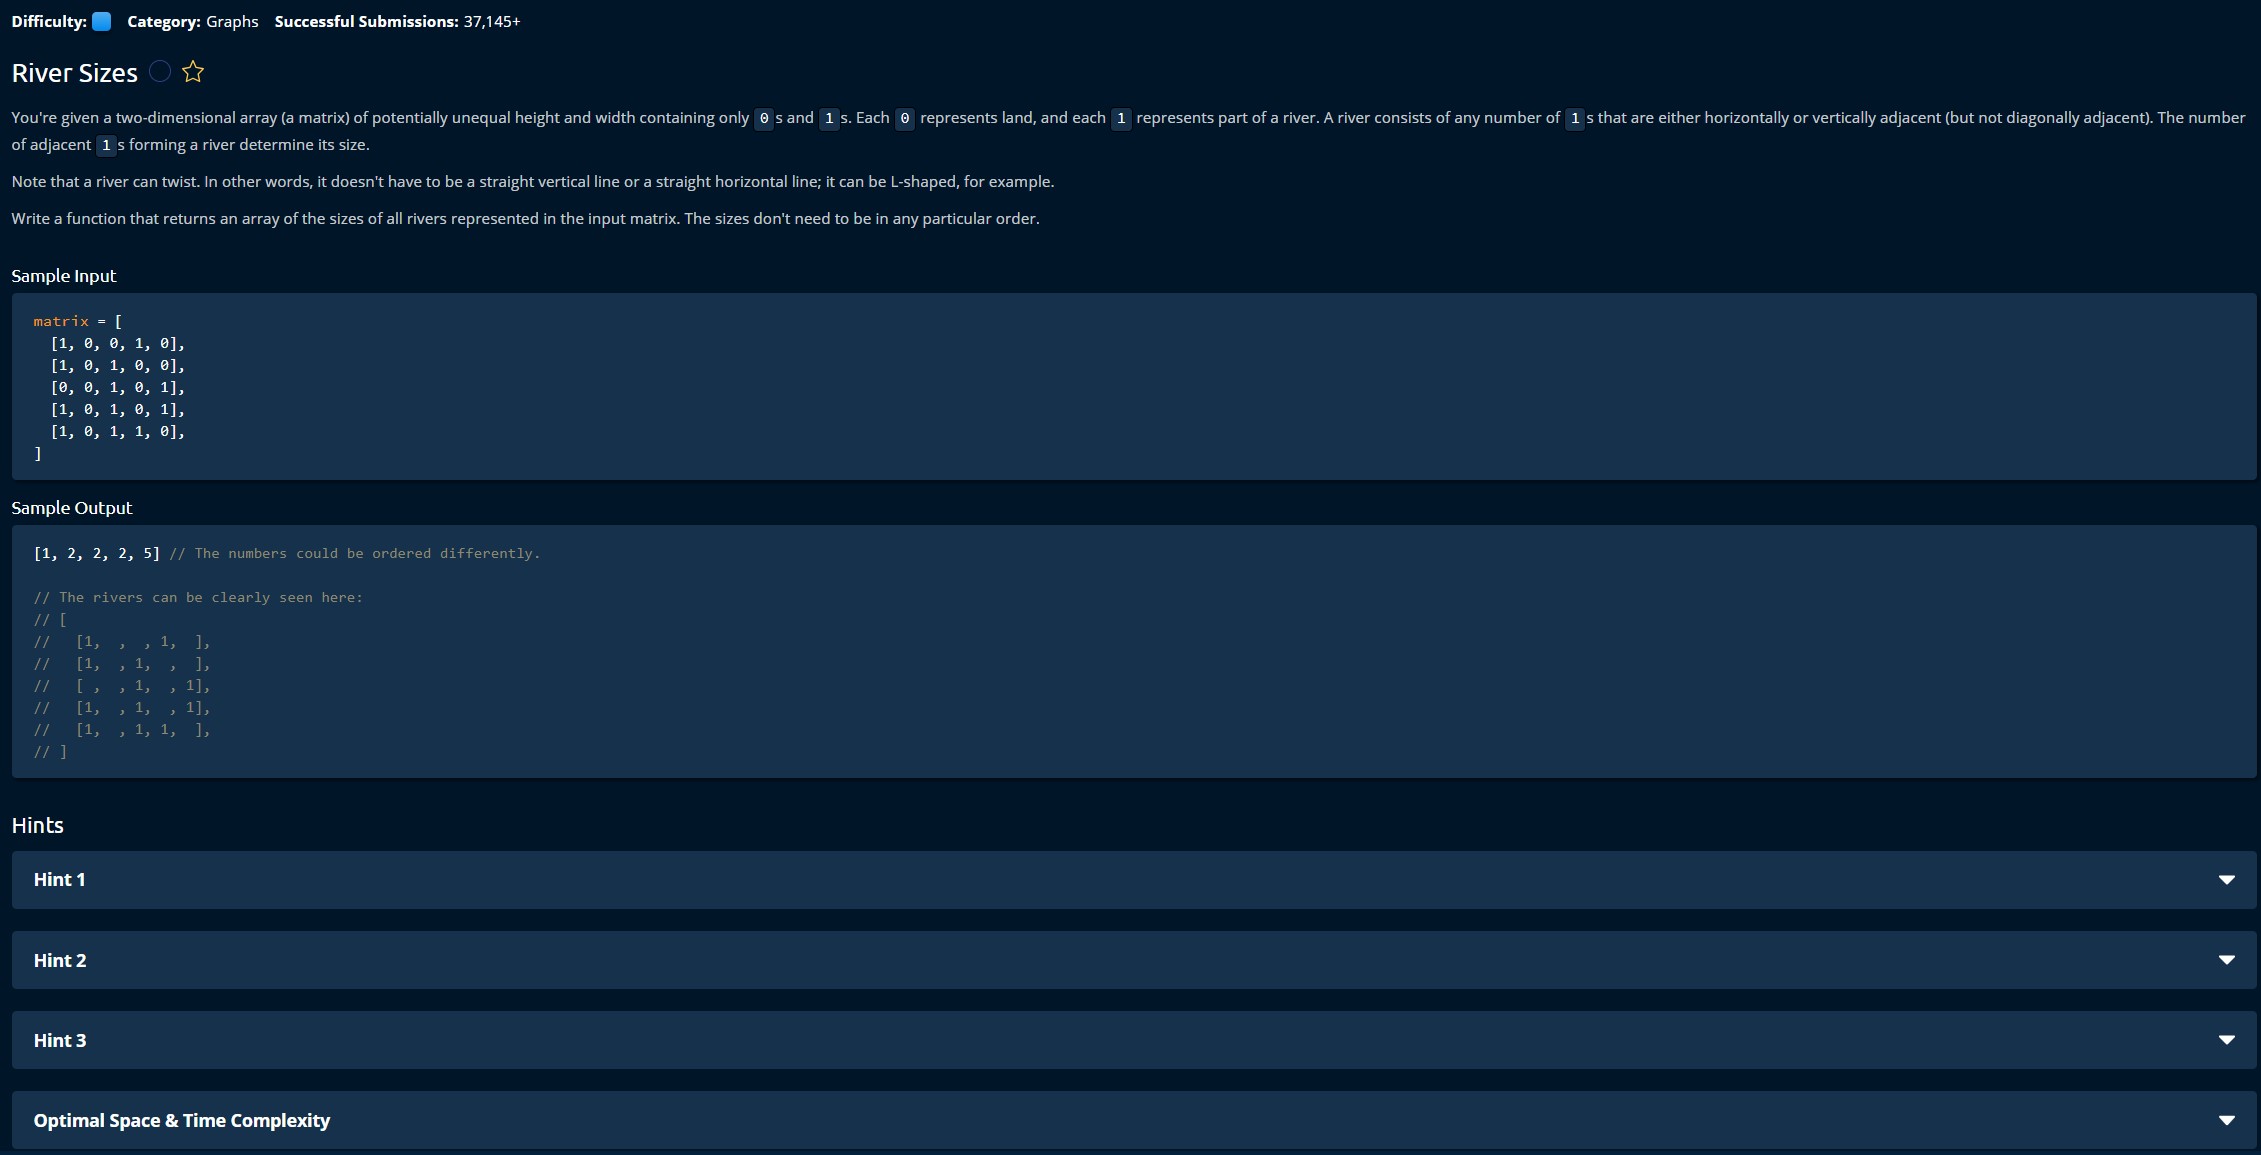 Difficulty: Category: Graphs Successful Submissions: 37,145+
River Sizes
You're given a two-dimensional array (a matrix) of potentially unequal height and width containing only 0s and 1s. Each 0 represents land, and each 1 represents part of a river. A river consists of any number of 1s that are either horizontally or vertically adjacent (but not diagonally adjacent). The number
of adjacent 1s forming a river determine its size.
Note that a river can twist. In other words, it doesn't have to be a straight vertical line or a straight horizontal line; it can be L-shaped, for example.
Write a function that returns an array of the sizes of all rivers represented in the input matrix. The sizes don't need to be in any particular order.
Sample Input
matrix = [
  [1, 0, 0, 1, 0],
  [1, 0, 1, 0, 0],
  [0, 0, 1, 0, 1],
  [1, 0, 1, 0, 1],
  [1, 0, 1, 1, 0],
]
Sample Output
[1, 2, 2, 2, 5] // The numbers could be ordered differently.
// The rivers can be clearly seen here:
// [
//   [1,  ,  , 1,  ],
//   [1,  , 1,  ,  ],
//   [ ,  , 1,  , 1],
//   [1,  , 1,  , 1],
//   [1,  , 1, 1,  ],
// ]
Hints
Hint 1
Hint 2
Hint 3
Optimal Space & Time Complexity